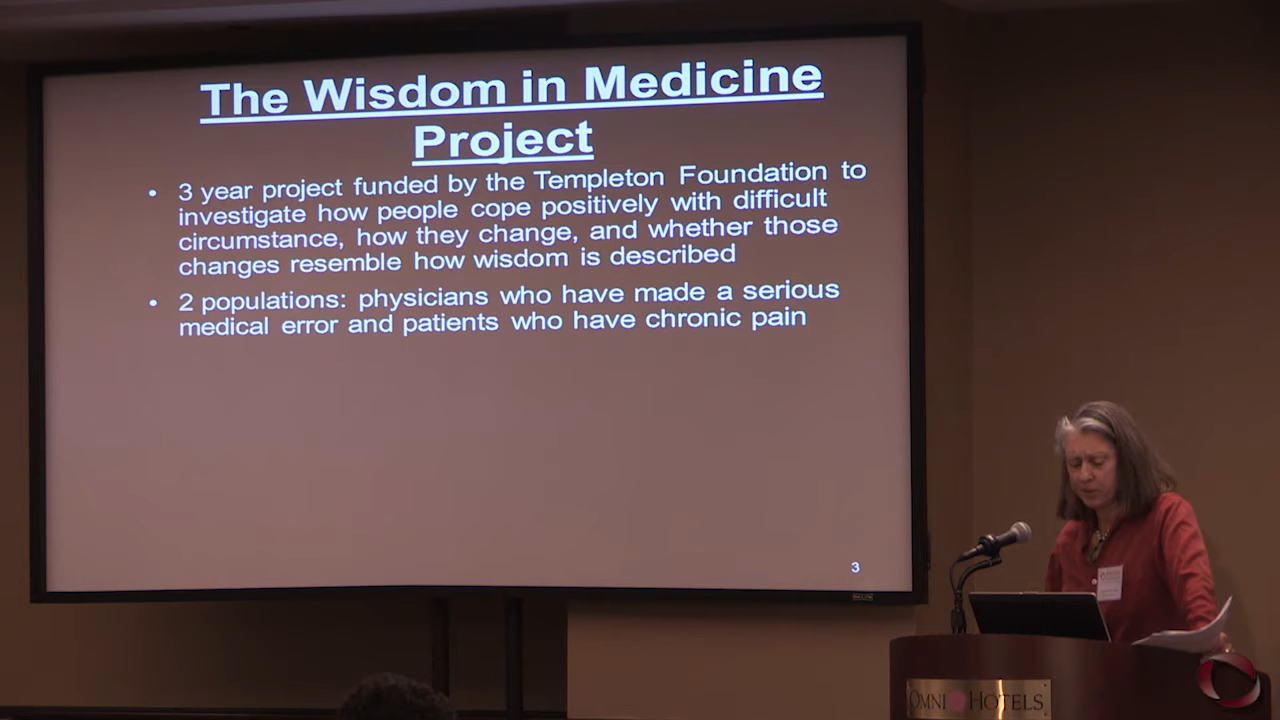 The Wisdom in Medicine
Project
• 3 year project funded by the Templeton Foundation to
investigate how people cope positively with difficult
circumstance, how they change, and whether those
changes resemble how wisdom is described
• 2 populations: physicians who have made a serious
medical error and patients who have chronic pain
3
OMNI HOTELS